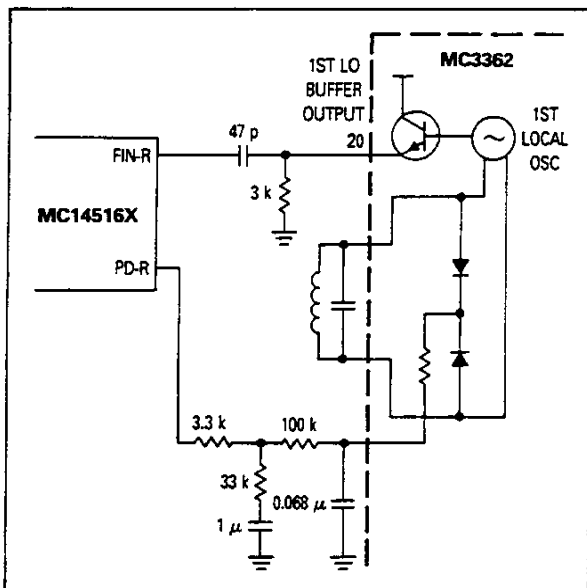 MC3362
1ST LO
BUFFER
OUTPUT
20
1ST
LOCAL
OSC
47 p
FIN-R
3 k
MC14516X
PD-R
3.3 k
100 k
33 k
0.068 μ
1 μ